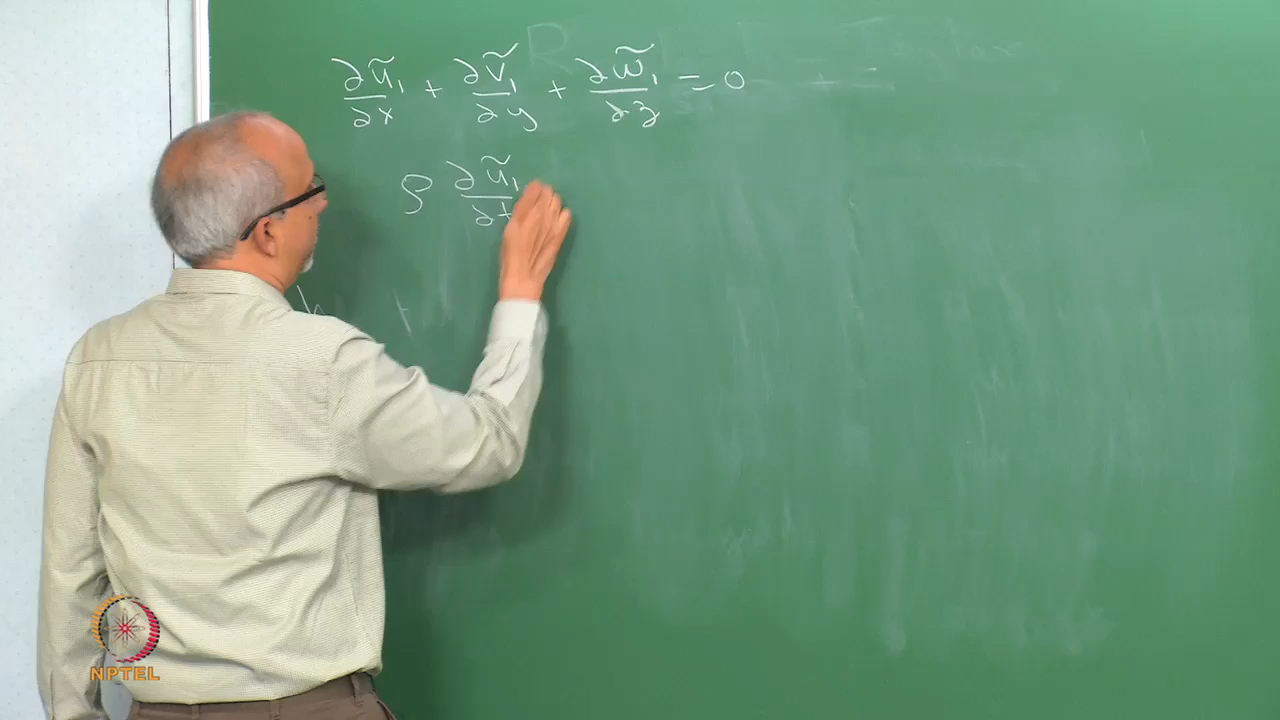 ∂ũ₁/∂x + ∂ṽ₁/∂y + ∂w̃₁/∂z = 0
ρ ∂ũ₁/∂t
NPTEL